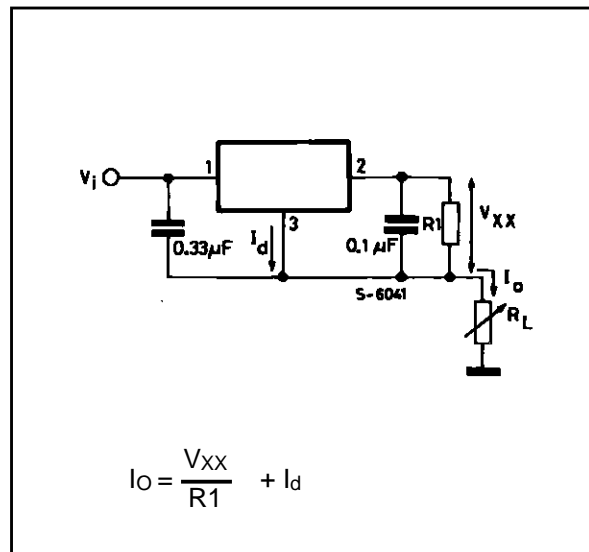 1
2
Vi
3
R1
VXX
0.33µF
Id
0.1 µF
Io
S-6041
RL
IO = VXX / R1 + Id